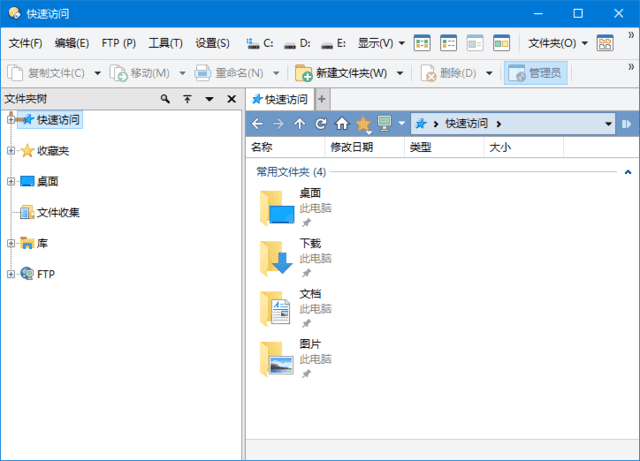 快速访问
文件(F) 编辑(E) FTP (P) 工具(T) 设置(S) C: D: E: 显示(V) 文件夹(O) »
复制文件(C) 移动(M) 重命名(N) 新建文件夹(W) 删除(D) 管理员 »
文件夹树
快速访问
收藏夹
桌面
文件收集
库
FTP
快速访问 +
快速访问
名称 修改日期 类型 大小
常用文件夹 (4)
桌面
此电脑
下载
此电脑
文档
此电脑
图片
此电脑